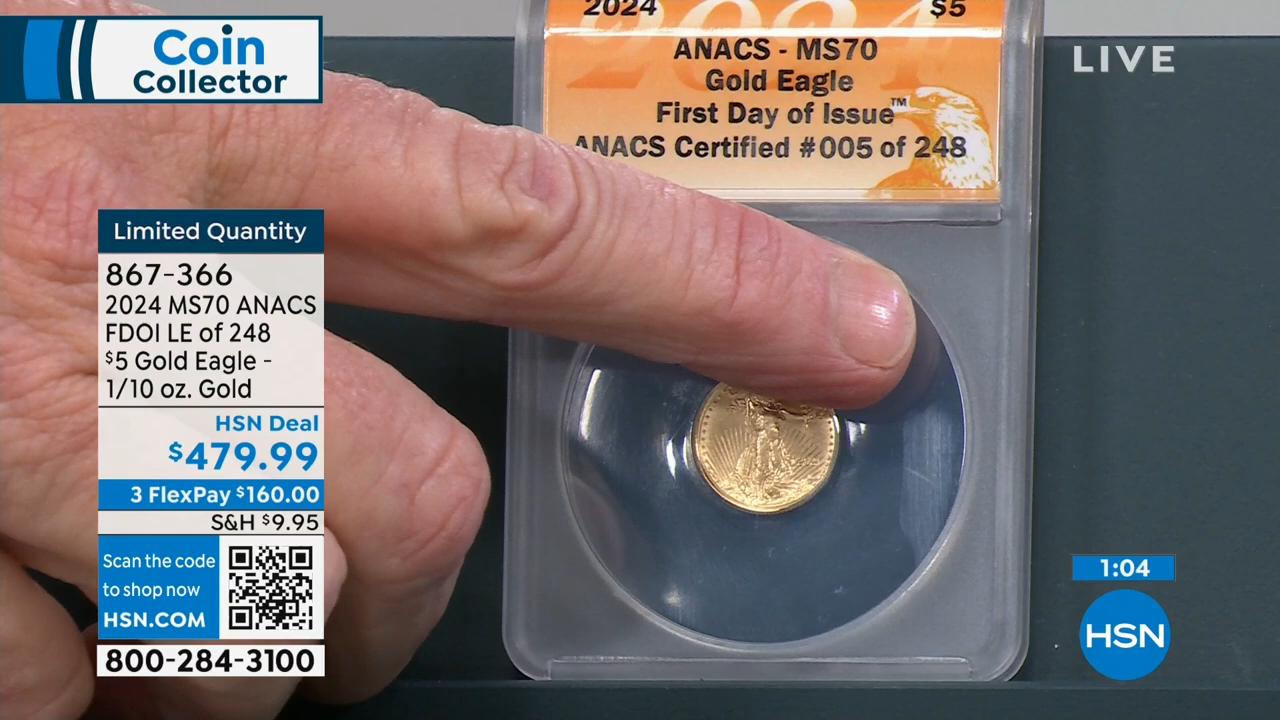 Coin
Collector
Limited Quantity
867-366
2024 MS70 ANACS
FDOI LE of 248
$5 Gold Eagle -
1/10 oz. Gold
HSN Deal
$479.99
3 FlexPay $160.00
S&H $9.95
Scan the code
to shop now
HSN.COM
800-284-3100
2024 $5
2024
ANACS - MS70
Gold Eagle
First Day of Issue™
ANACS Certified #005 of 248
LIVE
1:04
HSN